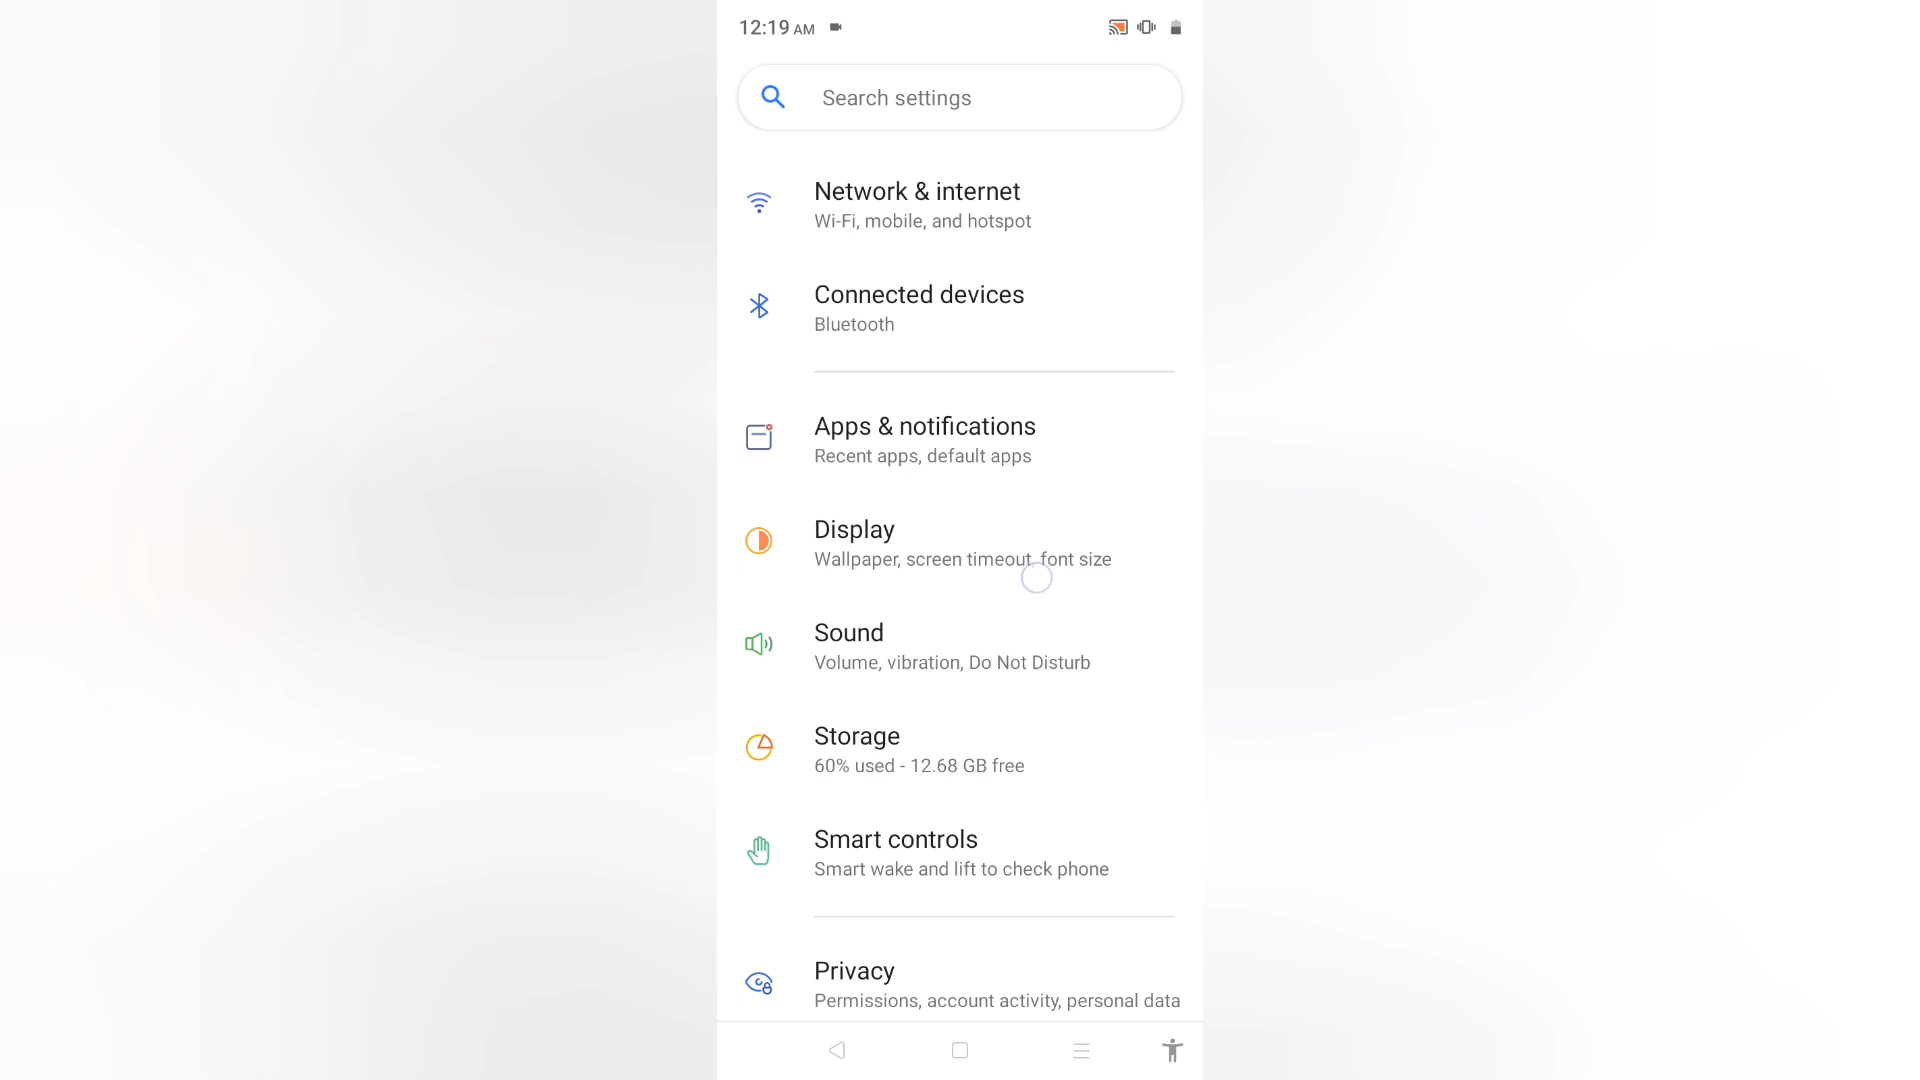 12:19 AM
Search settings
Network & internet
Wi-Fi, mobile, and hotspot
Connected devices
Bluetooth
Apps & notifications
Recent apps, default apps
Display
Wallpaper, screen timeout, font size
Sound
Volume, vibration, Do Not Disturb
Storage
60% used - 12.68 GB free
Smart controls
Smart wake and lift to check phone
Privacy
Permissions, account activity, personal data